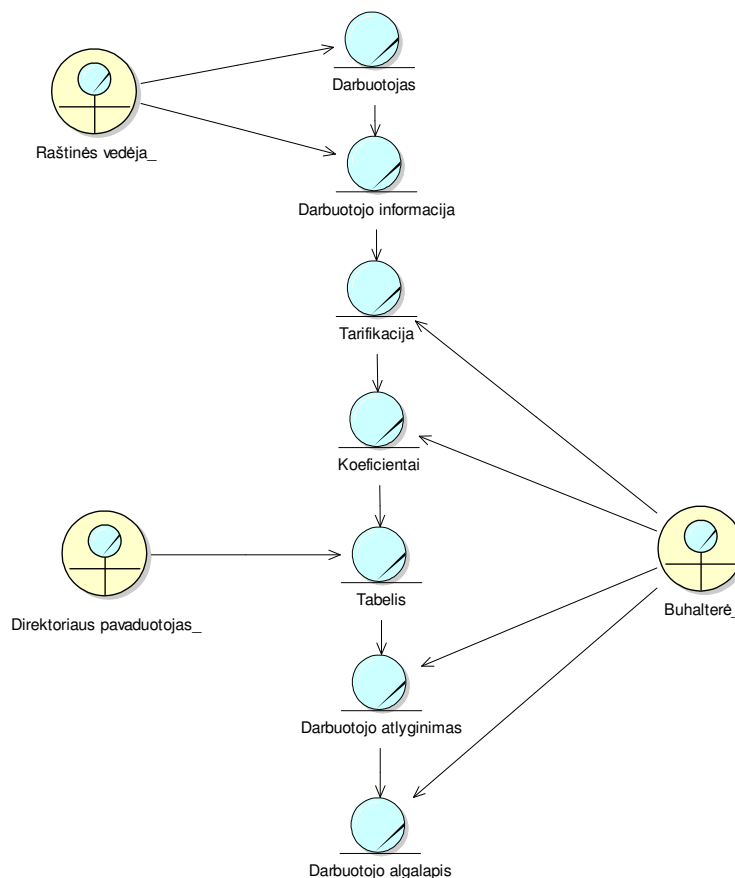 Darbuotojas
Raštinės vedėja_
Darbuotojo informacija
Tarifikacija
Koeficientai
Tabelis
Buhalterė_
Direktoriaus pavaduotojas_
Darbuotojo atlyginimas
Darbuotojo algalapis